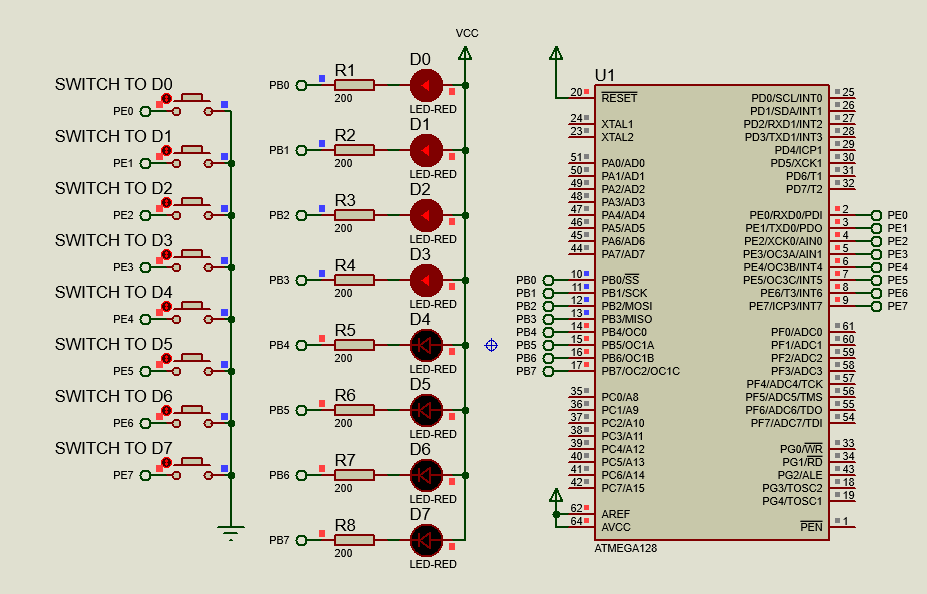 SWITCH TO D0
PE0
SWITCH TO D1
PE1
SWITCH TO D2
PE2
SWITCH TO D3
PE3
SWITCH TO D4
PE4
SWITCH TO D5
PE5
SWITCH TO D6
PE6
SWITCH TO D7
PE7
VCC
PB0 R1 200 D0 LED-RED
PB1 R2 200 D1 LED-RED
PB2 R3 200 D2 LED-RED
PB3 R4 200 D3 LED-RED
PB4 R5 200 D4 LED-RED
PB5 R6 200 D5 LED-RED
PB6 R7 200 D6 LED-RED
PB7 R8 200 D7 LED-RED
U1
20 RESET
24 XTAL1
23 XTAL2
51 PA0/AD0
50 PA1/AD1
49 PA2/AD2
48 PA3/AD3
47 PA4/AD4
46 PA5/AD5
45 PA6/AD6
44 PA7/AD7
PB0 10 PB0/SS
PB1 11 PB1/SCK
PB2 12 PB2/MOSI
PB3 13 PB3/MISO
PB4 14 PB4/OC0
PB5 15 PB5/OC1A
PB6 16 PB6/OC1B
PB7 17 PB7/OC2/OC1C
35 PC0/A8
36 PC1/A9
37 PC2/A10
38 PC3/A11
39 PC4/A12
40 PC5/A13
41 PC6/A14
42 PC7/A15
62 AREF
64 AVCC
PD0/SCL/INT0 25
PD1/SDA/INT1 26
PD2/RXD1/INT2 27
PD3/TXD1/INT3 28
PD4/ICP1 29
PD5/XCK1 30
PD6/T1 31
PD7/T2 32
PE0/RXD0/PDI 2 PE0
PE1/TXD0/PDO 3 PE1
PE2/XCK0/AIN0 4 PE2
PE3/OC3A/AIN1 5 PE3
PE4/OC3B/INT4 6 PE4
PE5/OC3C/INT5 7 PE5
PE6/T3/INT6 8 PE6
PE7/ICP3/INT7 9 PE7
PF0/ADC0 61
PF1/ADC1 60
PF2/ADC2 59
PF3/ADC3 58
PF4/ADC4/TCK 57
PF5/ADC5/TMS 56
PF6/ADC6/TDO 55
PF7/ADC7/TDI 54
PG0/WR 33
PG1/RD 34
PG2/ALE 43
PG3/TOSC2 18
PG4/TOSC1 19
PEN 1
ATMEGA128